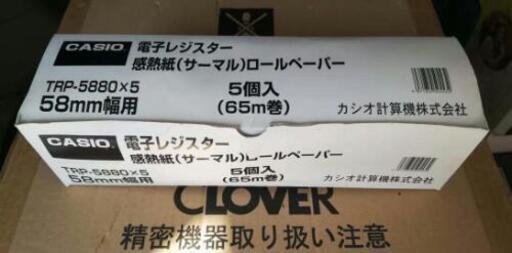 CASIO 電子レジスター
感熱紙(サーマル)ロールペーパー
TRP-5880×5 5個入
58mm幅用 (65m巻) カシオ計算機株式会社
CASIO 電子レジスター
感熱紙(サーマル)ロールペーパー
TRP-5880×5 5個入
58mm幅用 (65m巻) カシオ計算機株式会社
CLOVER
精密機器取り扱い注意